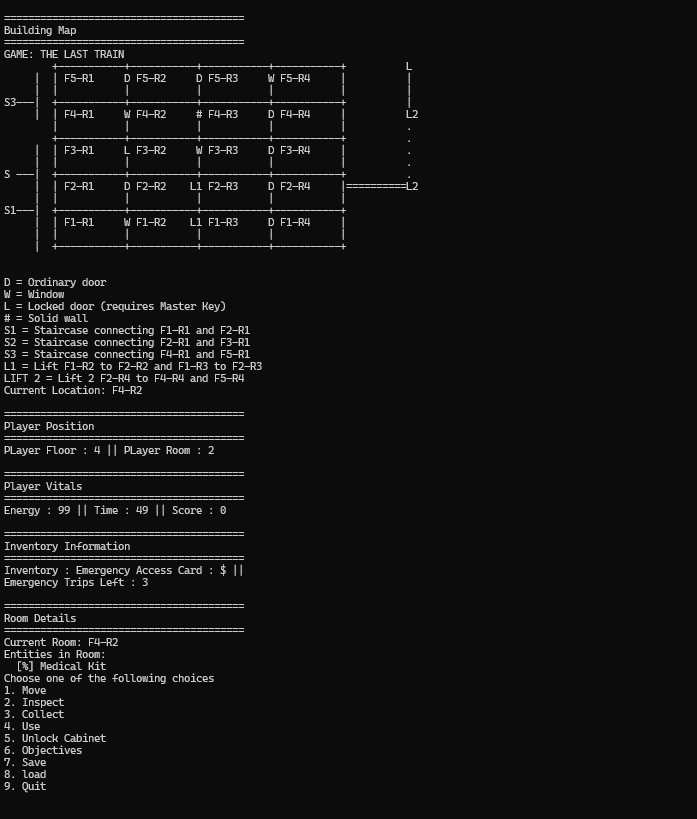 ========================================
Building Map
========================================
GAME: THE LAST TRAIN
        +-----------+-----------+-----------+-----------+          L
     |  | F5-R1     D F5-R2     D F5-R3     W F5-R4     |          |
     |  |           |           |           |           |          |
S3---|  +-----------+-----------+-----------+-----------+          |
     |  | F4-R1     W F4-R2     # F4-R3     D F4-R4     |          L2
        |           |           |           |           |          .
        +-----------+-----------+-----------+-----------+          .
     |  | F3-R1     L F3-R2     W F3-R3     D F3-R4     |          .
     |  |           |           |           |           |          .
S ---|  +-----------+-----------+-----------+-----------+          .
     |  | F2-R1     D F2-R2    L1 F2-R3     D F2-R4     |==========L2
     |  |           |           |           |           |
S1---|  +-----------+-----------+-----------+-----------+
     |  | F1-R1     W F1-R2    L1 F1-R3     D F1-R4     |
     |  |           |           |           |           |
     |  +-----------+-----------+-----------+-----------+
D = Ordinary door
W = Window
L = Locked door (requires Master Key)
# = Solid wall
S1 = Staircase connecting F1-R1 and F2-R1
S2 = Staircase connecting F2-R1 and F3-R1
S3 = Staircase connecting F4-R1 and F5-R1
L1 = Lift F1-R2 to F2-R2 and F1-R3 to F2-R3
LIFT 2 = Lift 2 F2-R4 to F4-R4 and F5-R4
Current Location: F4-R2
========================================
Player Position
========================================
PLayer Floor : 4 || PLayer Room : 2
========================================
Player Vitals
========================================
Energy : 99 || Time : 49 || Score : 0
========================================
Inventory Information
========================================
Inventory : Emergency Access Card : $ ||
Emergency Trips Left : 3
========================================
Room Details
========================================
Current Room: F4-R2
Entities in Room:
  [%] Medical Kit
Choose one of the following choices
1. Move
2. Inspect
3. Collect
4. Use
5. Unlock Cabinet
6. Objectives
7. Save
8. load
9. Quit